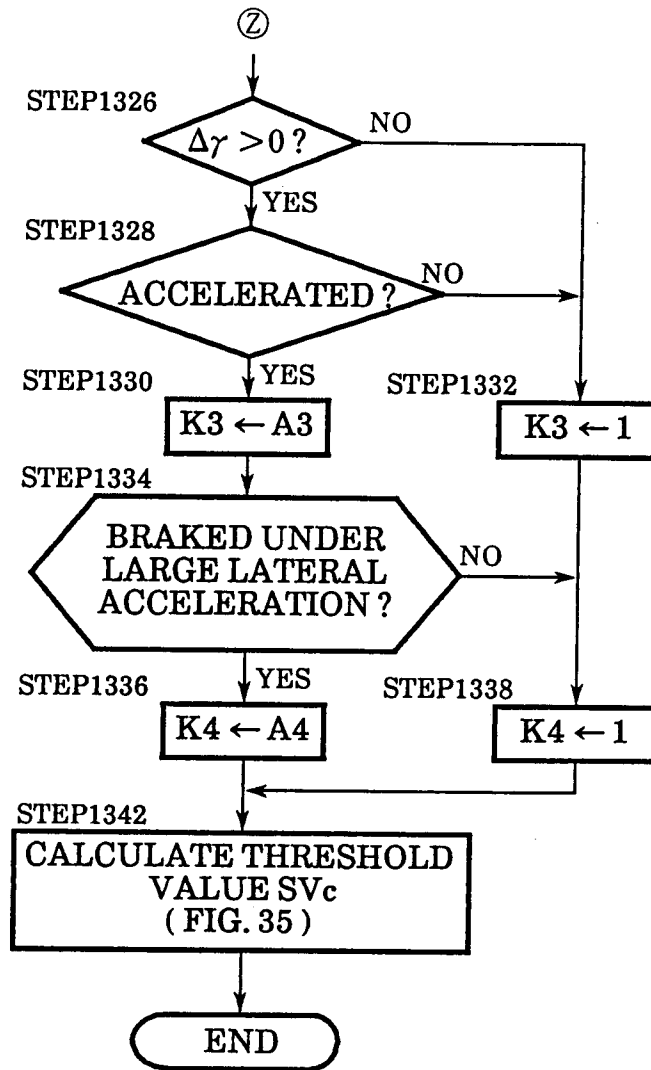 Z
STEP1326
Δγ >0 ?
NO
YES
STEP1328
ACCELERATED ?
NO
YES
STEP1330
K3 ← A3
STEP1332
K3 ← 1
STEP1334
BRAKED UNDER
LARGE LATERAL
ACCELERATION ?
NO
YES
STEP1336
K4 ← A4
STEP1338
K4 ← 1
STEP1342
CALCULATE THRESHOLD
VALUE SVc
( FIG. 35 )
END